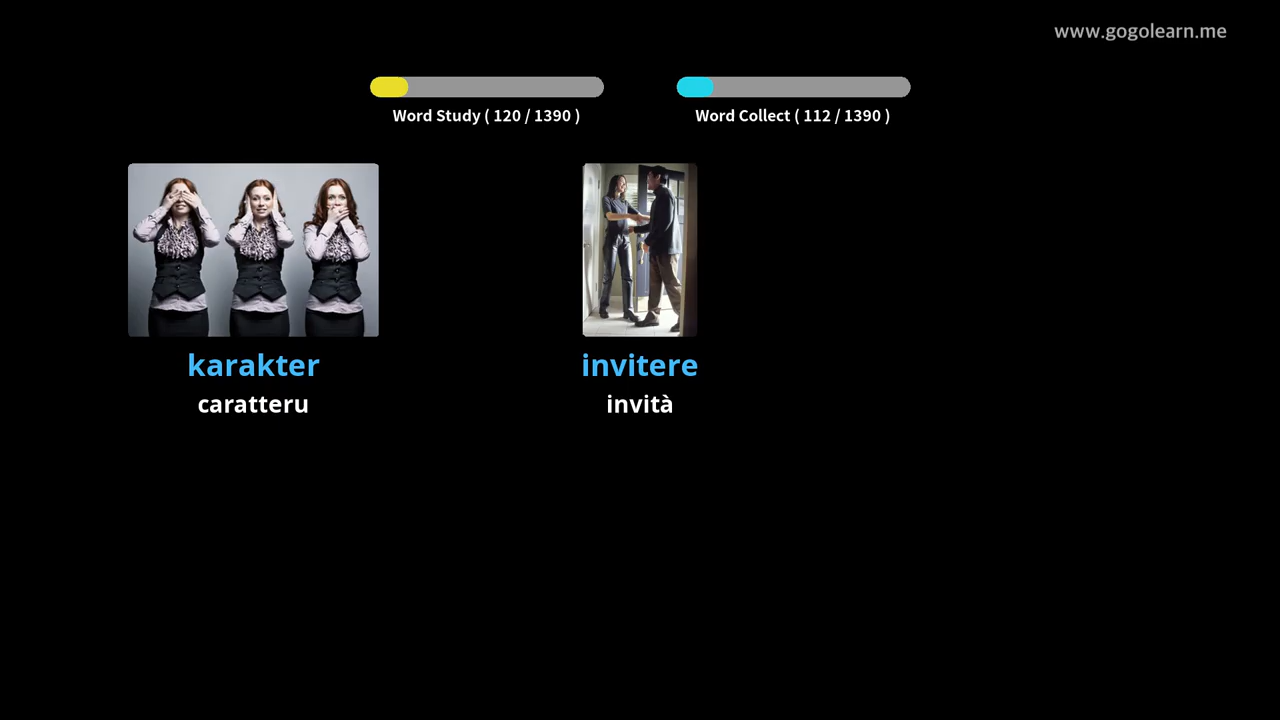 www.gogolearn.me
Word Study ( 120 / 1390 )
Word Collect ( 112 / 1390 )
karakter
caratteru
invitere
invità